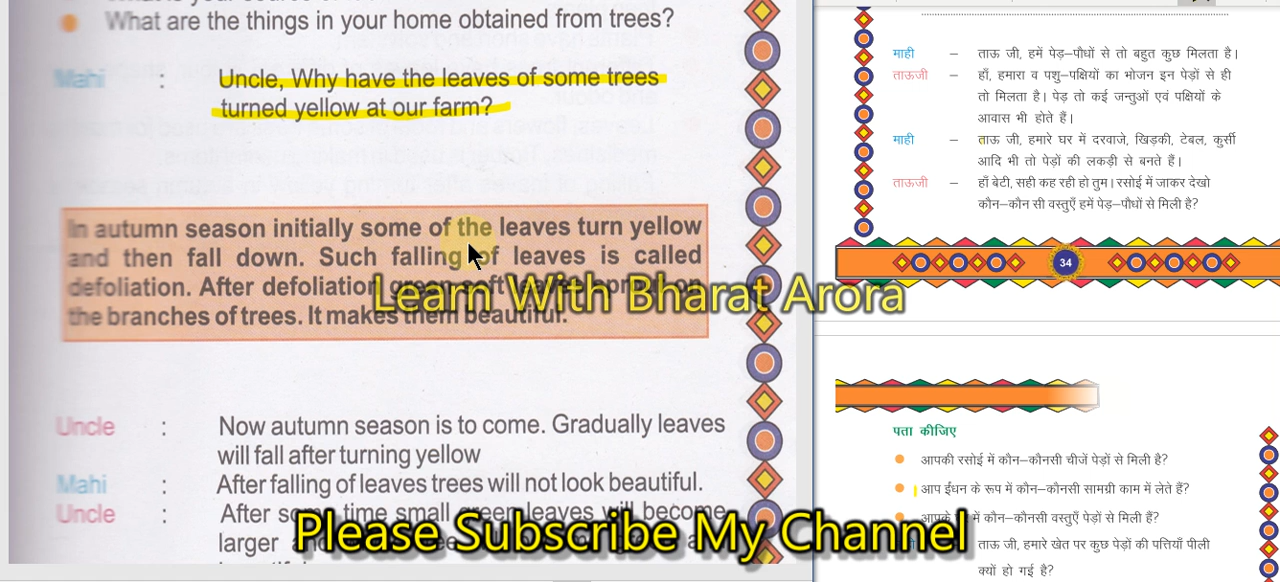 What are the things in your home obtained from trees?
Mahi : Uncle, Why have the leaves of some trees
turned yellow at our farm?
In autumn season initially some of the leaves turn yellow
and then fall down. Such falling of leaves is called
defoliation. After defoliation green soft
the branches of trees. It makes them beautiful.
Uncle : Now autumn season is to come. Gradually leaves
will fall after turning yellow
Mahi : After falling of leaves trees will not look beautiful.
Uncle : After some time small green leaves will become
larger
Learn With Bharat Arora
Please Subscribe My Channel
माही – ताऊ जी, हमें पेड़–पौधों से तो बहुत कुछ मिलता है।
ताऊजी – हाँ, हमारा व पशु–पक्षियों का भोजन इन पेड़ों से ही
तो मिलता है। पेड़ तो कई जन्तुओं एवं पक्षियों के
आवास भी होते हैं।
माही – ताऊ जी, हमारे घर में दरवाजे, खिड़की, टेबल, कुर्सी
आदि भी तो पेड़ों की लकड़ी से बनते हैं।
ताऊजी – हाँ बेटी, सही कह रही हो तुम। रसोई में जाकर देखो
कौन–कौन सी वस्तुएँ हमें पेड़–पौधों से मिली है?
34
पता कीजिए
आपकी रसोई में कौन–कौनसी चीजें पेड़ों से मिली है?
आप ईंधन के रूप में कौन–कौनसी सामग्री काम में लेते हैं?
आपके में कौन–कौनसी वस्तुएँ पेड़ों से मिली हैं?
ताऊ जी, हमारे खेत पर कुछ पेड़ों की पत्तियाँ पीली
क्यों हो गई है?